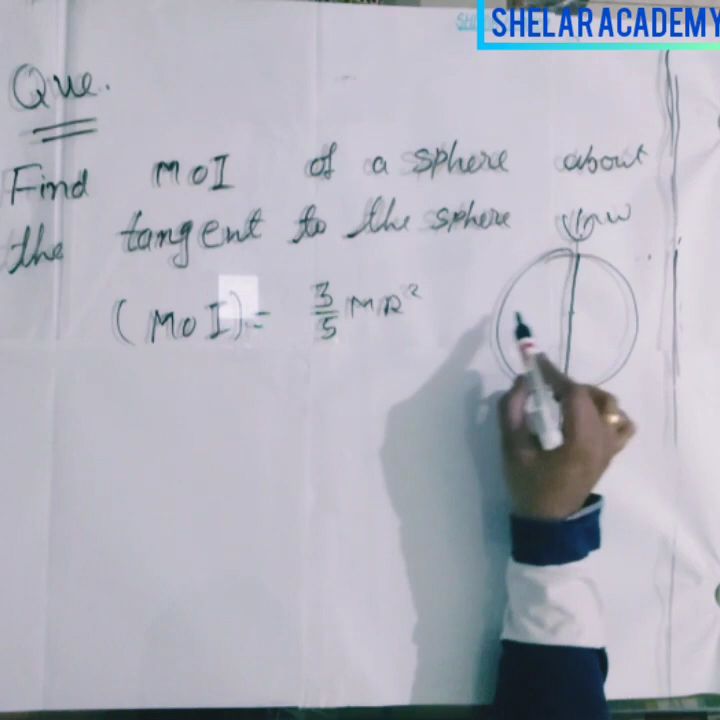 SHELAR ACADEMY
Que.
Find MOI of a sphere about
the tangent to the sphere
(MOI) = 3/5 MR²